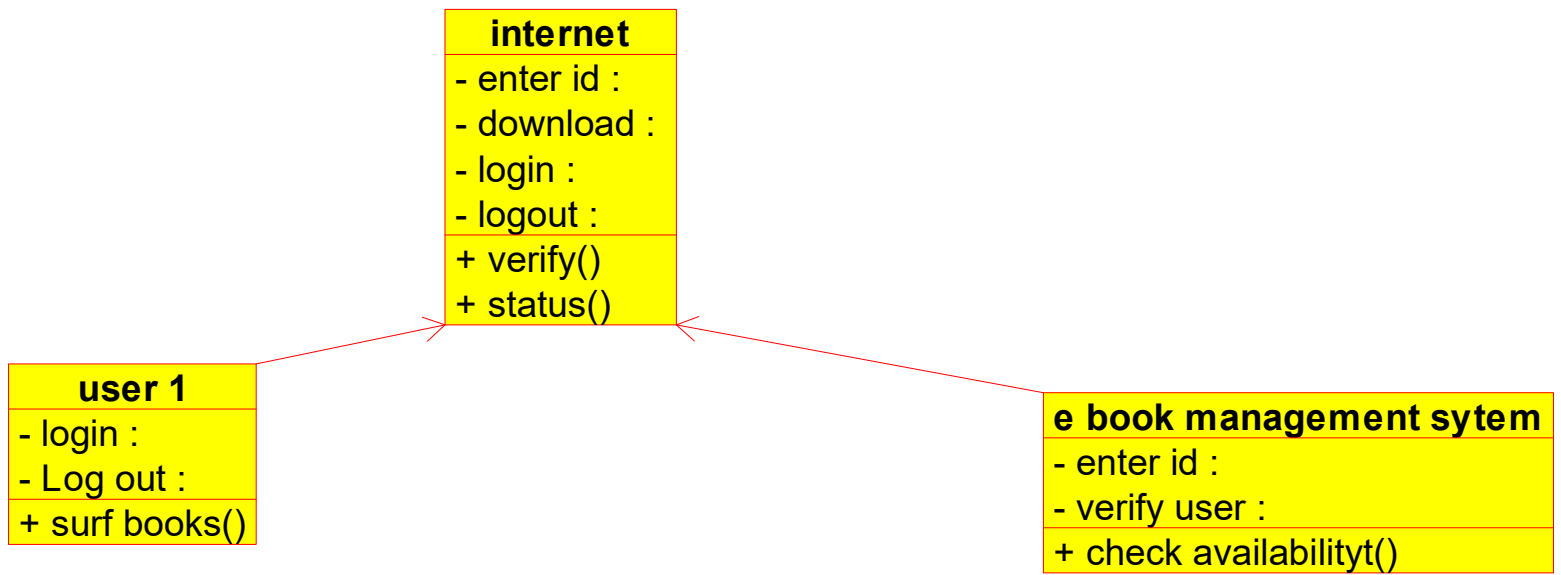 internet
- enter id :
- download :
- login :
- logout :
+ verify()
+ status()
user 1
- login :
- Log out :
+ surf books()
e book management sytem
- enter id :
- verify user :
+ check availabilityt()